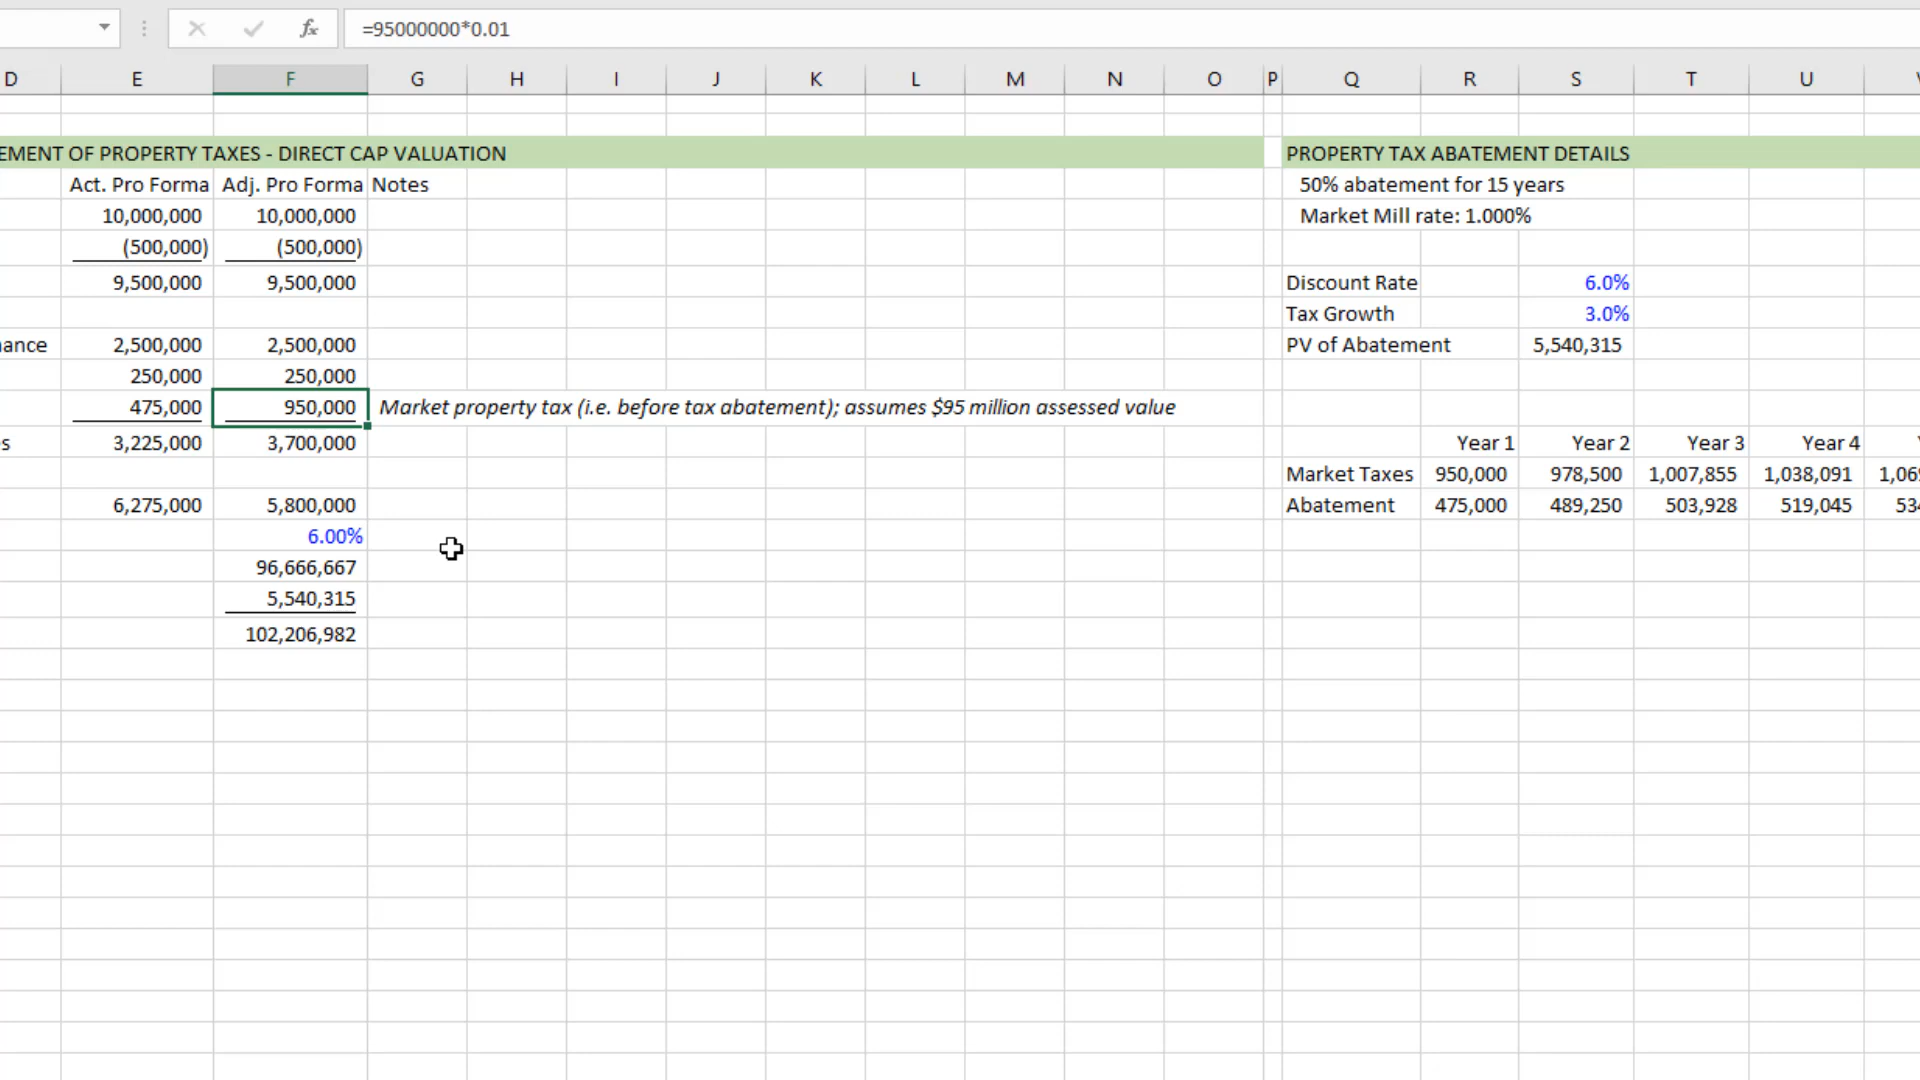 =95000000*0.01
D E F G H I J K L M N O P Q R S T U
EMENT OF PROPERTY TAXES - DIRECT CAP VALUATION PROPERTY TAX ABATEMENT DETAILS
Act. Pro Forma Adj. Pro Forma Notes 50% abatement for 15 years
10,000,000 10,000,000 Market Mill rate: 1.000%
(500,000) (500,000)
9,500,000 9,500,000 Discount Rate 6.0%
Tax Growth 3.0%
ance 2,500,000 2,500,000 PV of Abatement 5,540,315
250,000 250,000
475,000 950,000 Market property tax (i.e. before tax abatement); assumes $95 million assessed value
s 3,225,000 3,700,000 Year 1 Year 2 Year 3 Year 4
Market Taxes 950,000 978,500 1,007,855 1,038,091 1,06
6,275,000 5,800,000 Abatement 475,000 489,250 503,928 519,045 53
6.00%
96,666,667
5,540,315
102,206,982